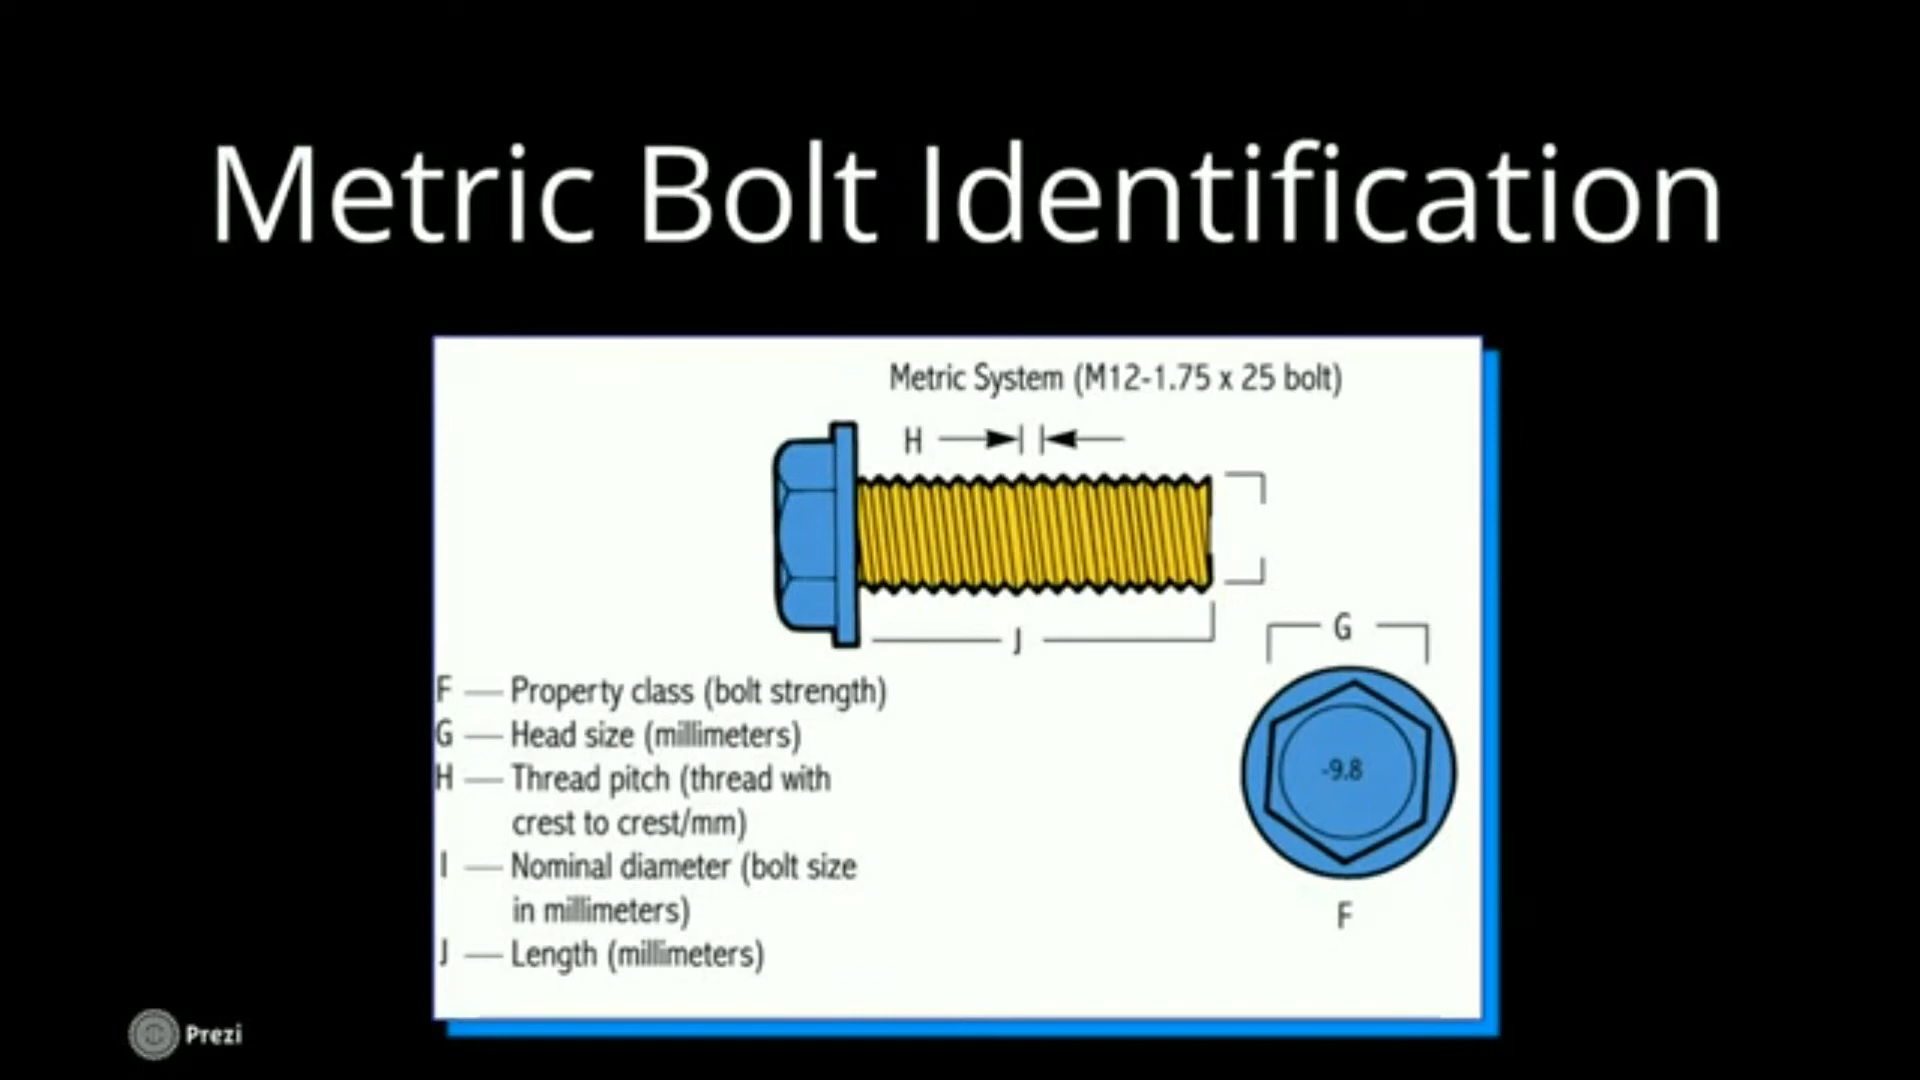 Metric Bolt Identification
Metric System (M12-1.75 x 25 bolt)
H
J
G
F — Property class (bolt strength)
G — Head size (millimeters)
H — Thread pitch (thread with
crest to crest/mm)
I — Nominal diameter (bolt size
in millimeters)
J — Length (millimeters)
-9.8
F
Prezi